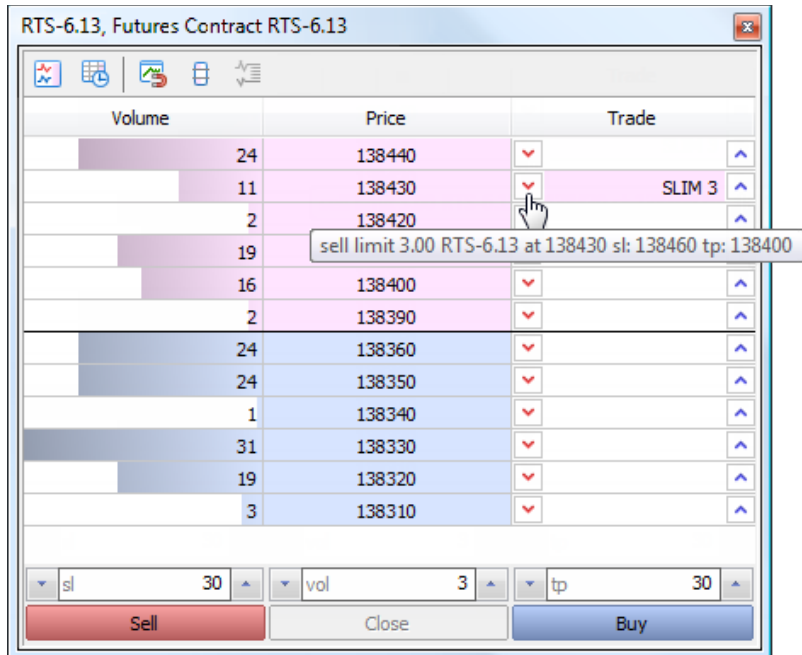 RTS-6.13, Futures Contract RTS-6.13
Volume Price Trade
24 138440
11 138430 SLIM 3
2 138420
19
sell limit 3.00 RTS-6.13 at 138430 sl: 138460 tp: 138400
16 138400
2 138390
24 138360
24 138350
1 138340
31 138330
19 138320
3 138310
sl 30 vol 3 tp 30
Sell Close Buy